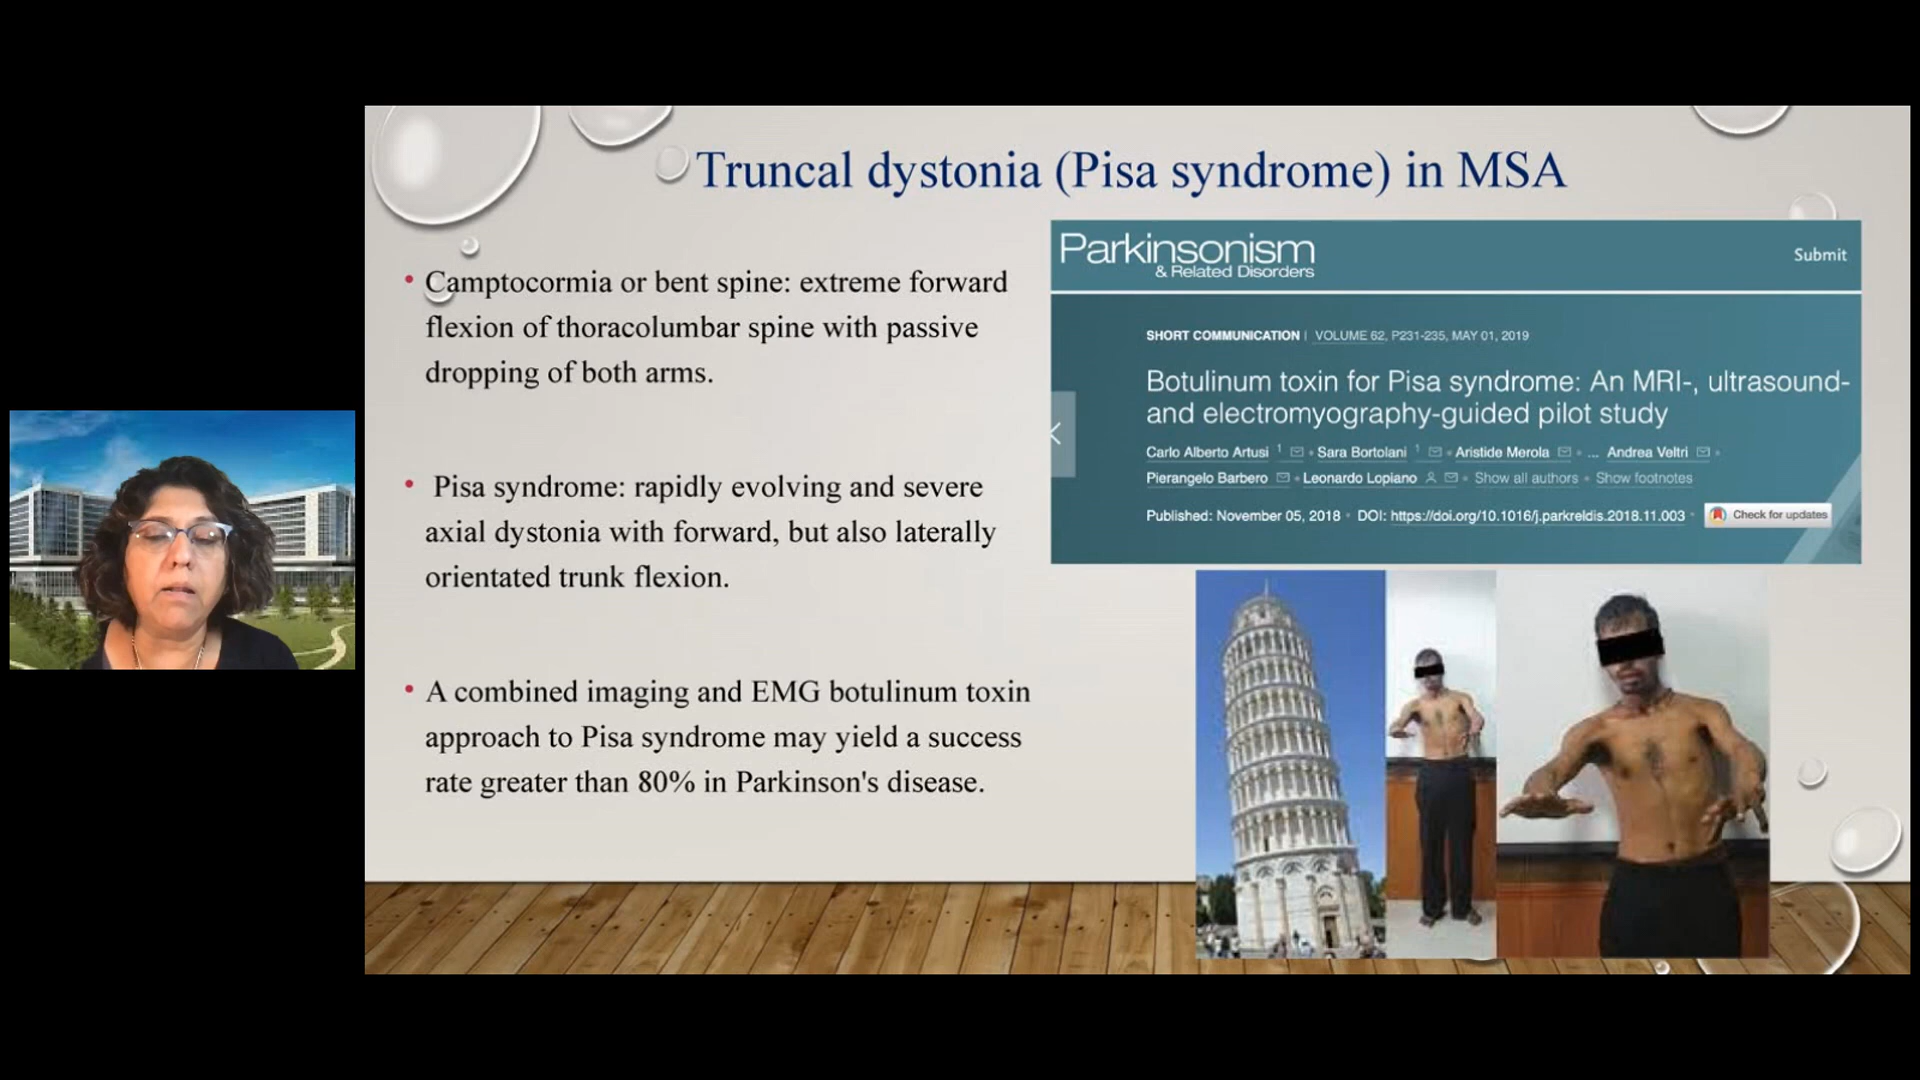 Truncal dystonia (Pisa syndrome) in MSA
• Camptocormia or bent spine: extreme forward
flexion of thoracolumbar spine with passive
dropping of both arms.
• Pisa syndrome: rapidly evolving and severe
axial dystonia with forward, but also laterally
orientated trunk flexion.
• A combined imaging and EMG botulinum toxin
approach to Pisa syndrome may yield a success
rate greater than 80% in Parkinson's disease.
Parkinsonism
& Related Disorders
Submit
SHORT COMMUNICATION | VOLUME 62, P231-235, MAY 01, 2019
Botulinum toxin for Pisa syndrome: An MRI-, ultrasound-
and electromyography-guided pilot study
Carlo Alberto Artusi 1 • Sara Bortolani 1 • Aristide Merola • ... Andrea Veltri •
Pierangelo Barbero • Leonardo Lopiano • Show all authors • Show footnotes
Published: November 05, 2018 • DOI: https://doi.org/10.1016/j.parkreldis.2018.11.003 •
Check for updates